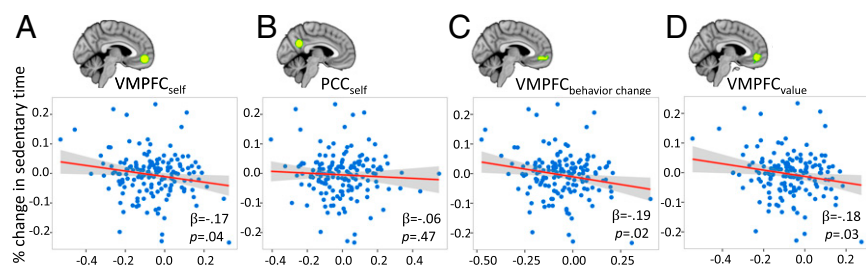 A
B
C
D
VMPFCself
PCCself
VMPFCbehavior change
VMPFCvalue
% change in sedentary time
0.2
0.1
0.0
-0.1
-0.2
β=-.17
p=.04
-0.4 -0.2 0.0 0.2
0.2
0.1
0.0
-0.1
-0.2
β=-.06
p=.47
-0.4 -0.2 0.0 0.2 0.4
0.2
0.1
0.0
-0.1
-0.2
β=-.19
p=.02
-0.50 -0.25 0.00 0.25
0.2
0.1
0.0
-0.1
-0.2
β=-.18
p=.03
-0.4 -0.2 0.0 0.2